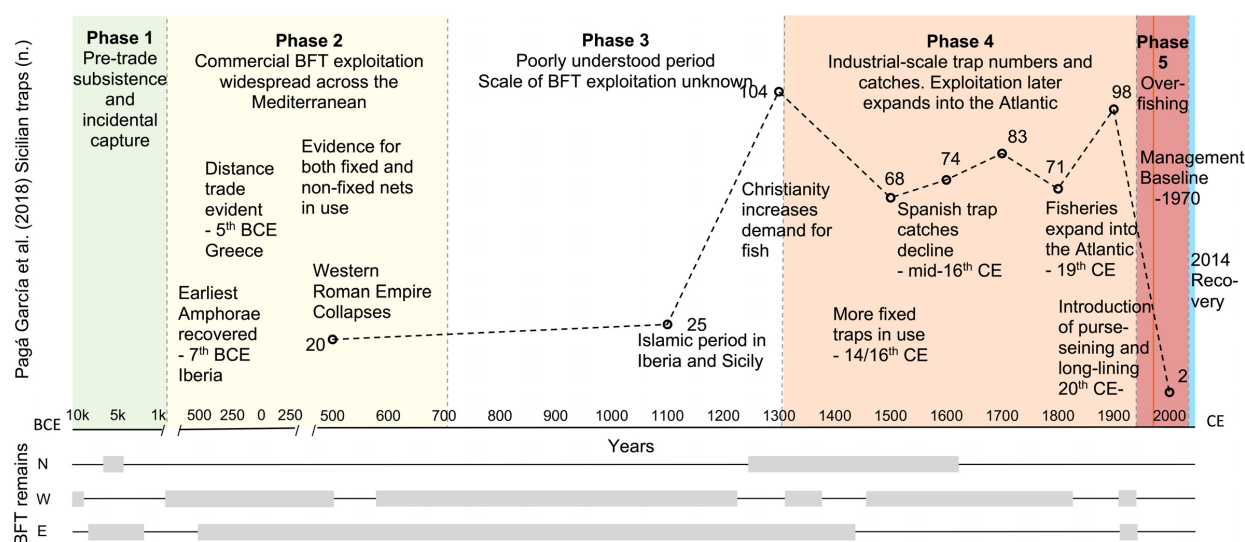 Pagá García et al. (2018) Sicilian traps (n.)
Phase 1
Pre-trade
subsistence
and
incidental
capture
Phase 2
Commercial BFT exploitation
widespread across the
Mediterranean
Distance
trade
evident
- 5th BCE
Greece
Evidence for
both fixed and
non-fixed nets
in use
Earliest
Amphorae
recovered
- 7th BCE
Iberia
Western
Roman Empire
Collapses
20
Phase 3
Poorly understood period
Scale of BFT exploitation unknown
104
25
Islamic period in
Iberia and Sicily
Christianity
increases
demand for
fish
Phase 4
Industrial-scale trap numbers and
catches. Exploitation later
expands into the Atlantic
68
74
83
71
98
Spanish trap
catches
decline
- mid-16th CE
Fisheries
expand into
the Atlantic
- 19th CE
More fixed
traps in use
- 14/16th CE
Introduction
of purse-
seining and
long-lining
20th CE-
Phase
5
Over-
fishing
Management
Baseline
-1970
2014
Reco-
very
2
BCE 10k 5k 1k 500 250 0 250 500 600 700 800 900 1000 1100 1200 1300 1400 1500 1600 1700 1800 1900 2000 CE
Years
BFT remains
N
W
E